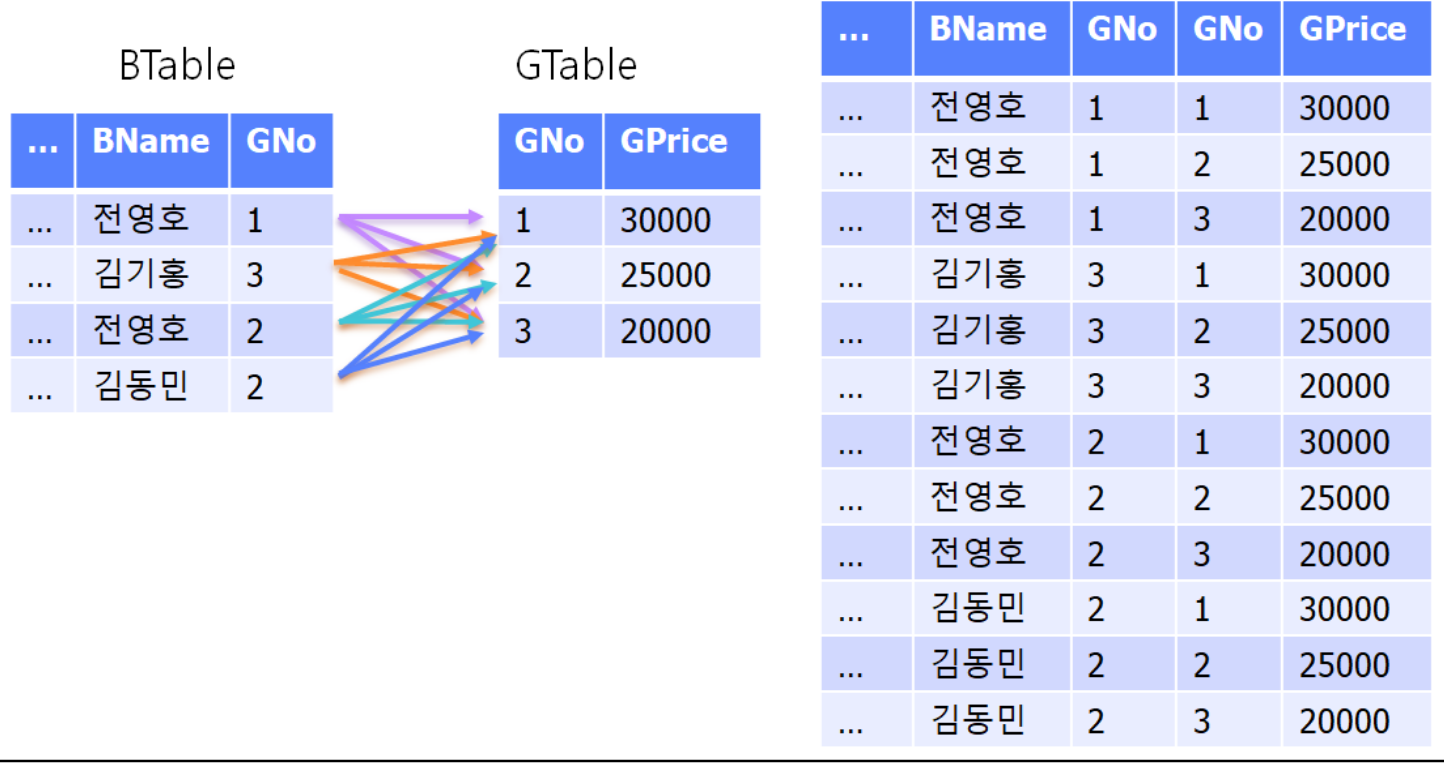 BTable
... BName GNo
... 전영호 1
... 김기홍 3
... 전영호 2
... 김동민 2
GTable
GNo GPrice
1 30000
2 25000
3 20000
... BName GNo GNo GPrice
... 전영호 1 1 30000
... 전영호 1 2 25000
... 전영호 1 3 20000
... 김기홍 3 1 30000
... 김기홍 3 2 25000
... 김기홍 3 3 20000
... 전영호 2 1 30000
... 전영호 2 2 25000
... 전영호 2 3 20000
... 김동민 2 1 30000
... 김동민 2 2 25000
... 김동민 2 3 20000